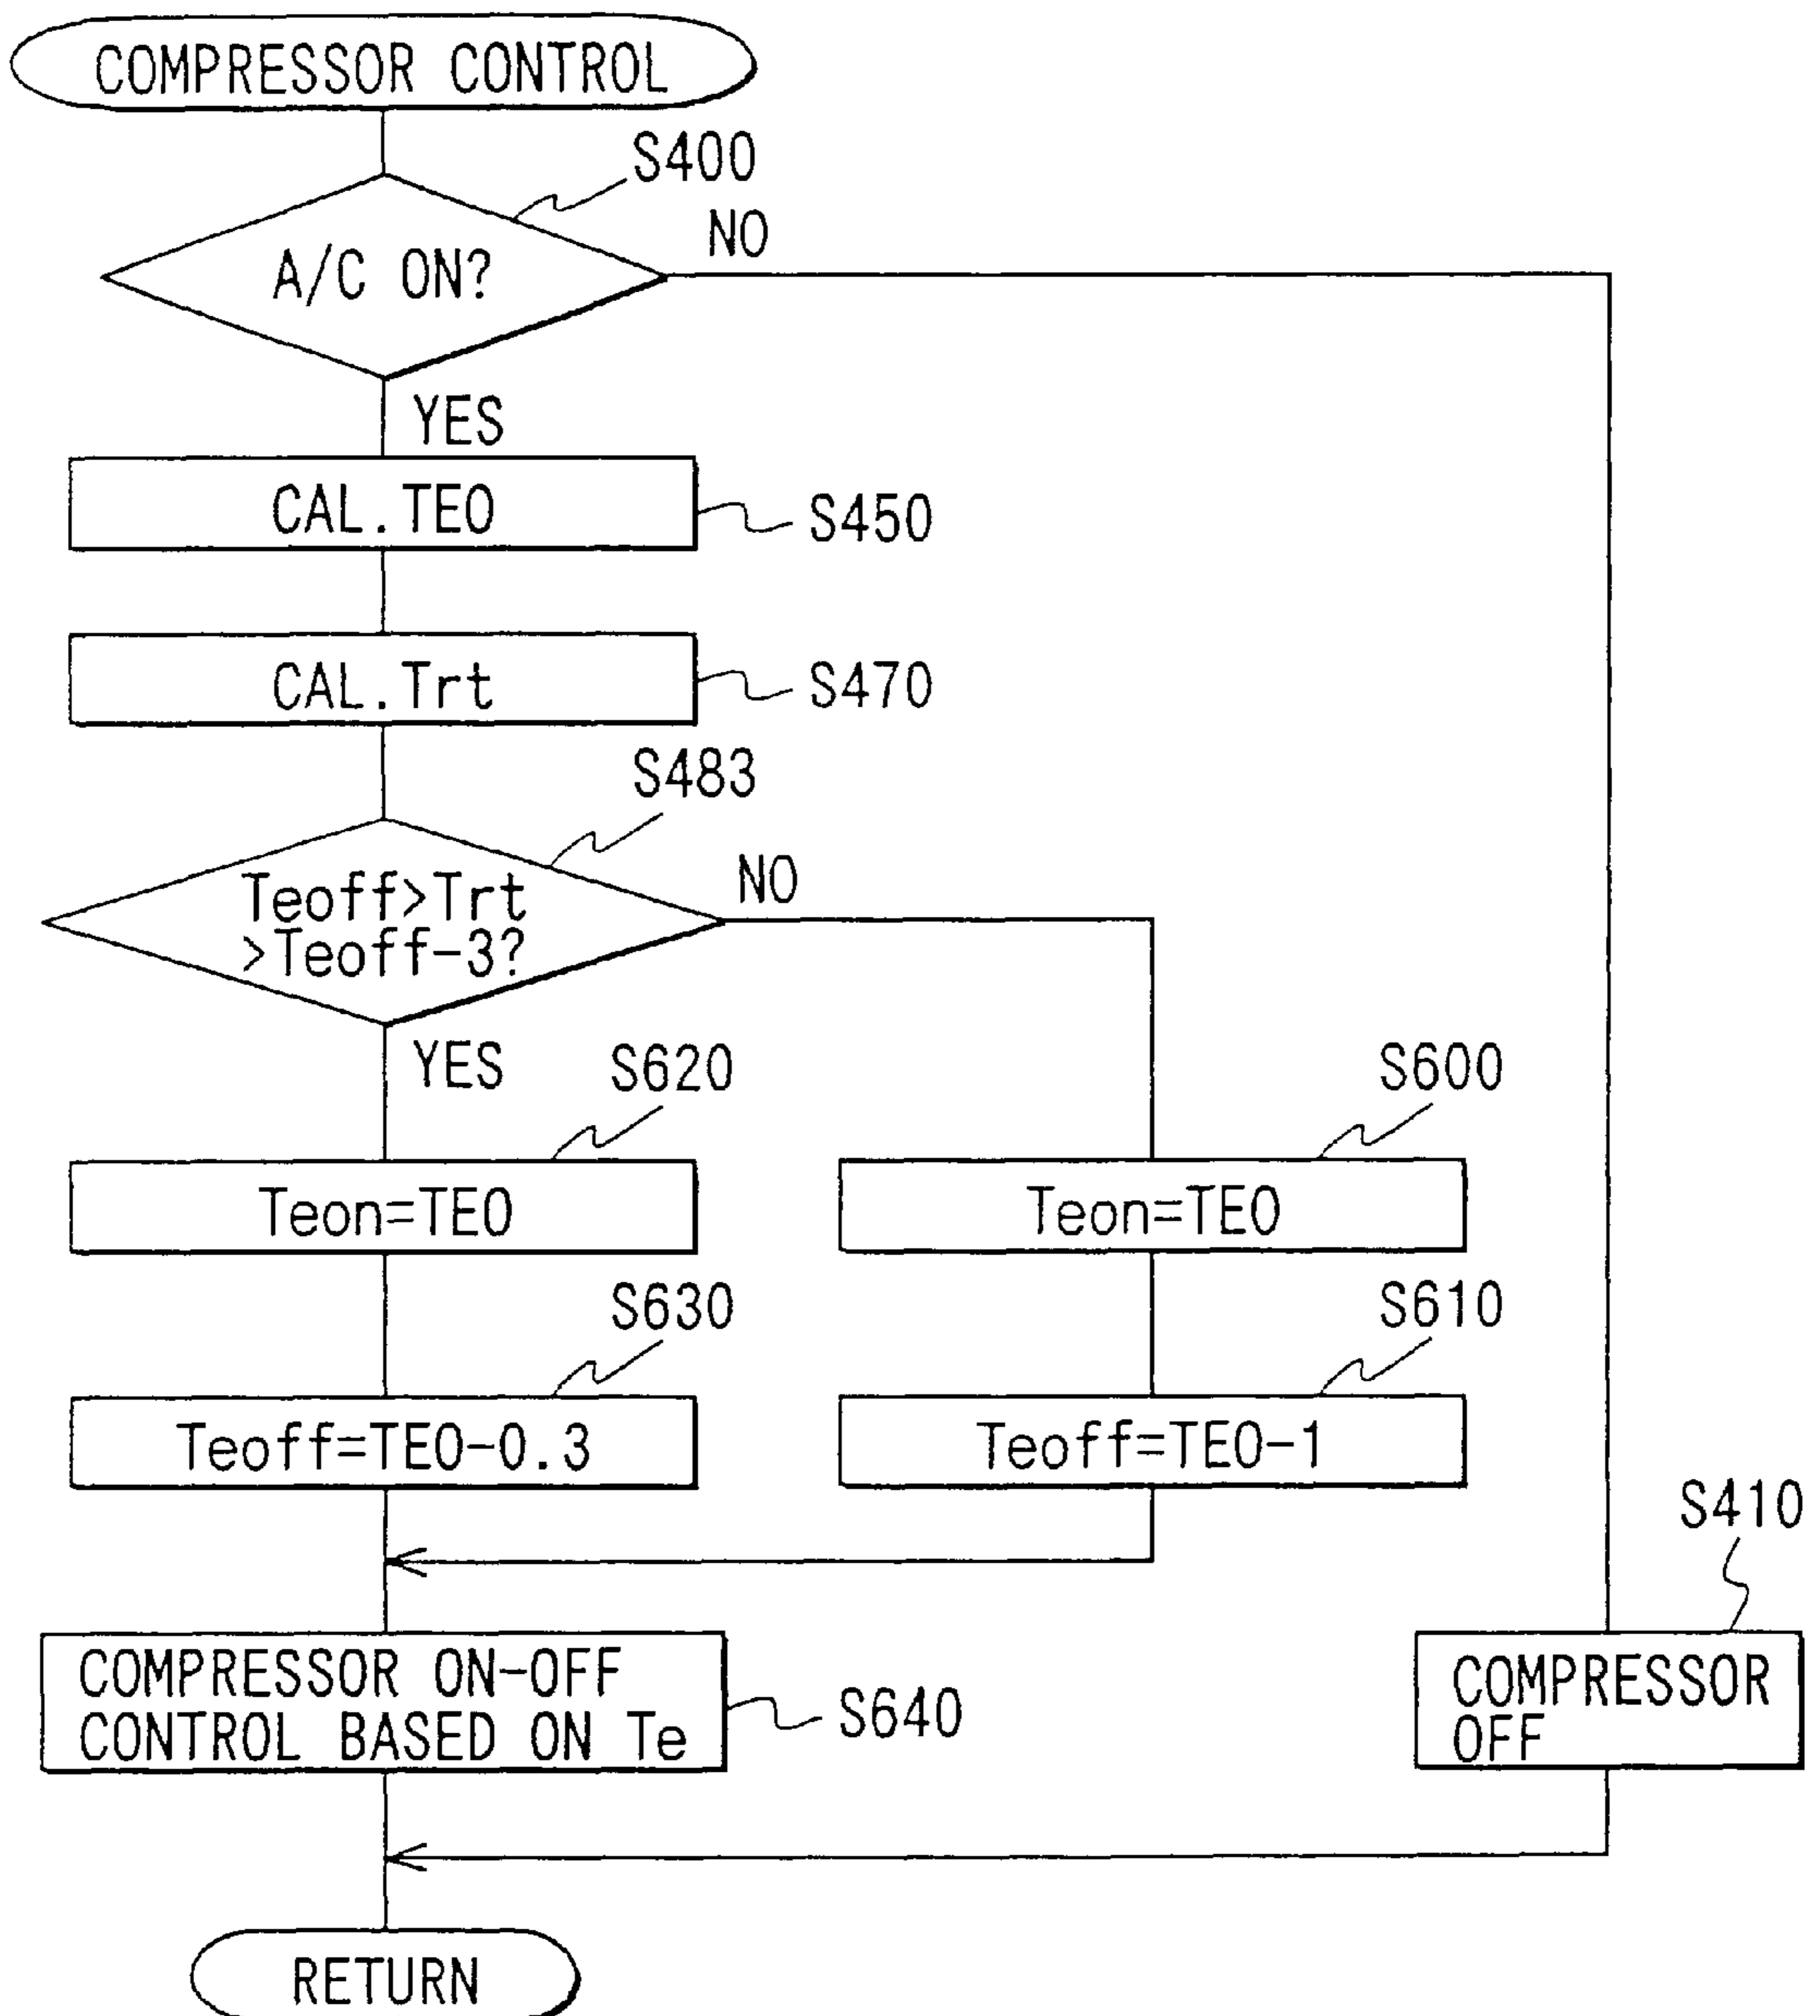 COMPRESSOR CONTROL
S400
A/C ON?
NO
YES
CAL.TEO
S450
CAL.Trt
S470
S483
Teoff>Trt
>Teoff-3?
NO
YES
S620
S600
Teon=TEO
Teon=TEO
S630
S610
Teoff=TEO-0.3
Teoff=TEO-1
S410
COMPRESSOR ON-OFF
CONTROL BASED ON Te
S640
COMPRESSOR
OFF
RETURN